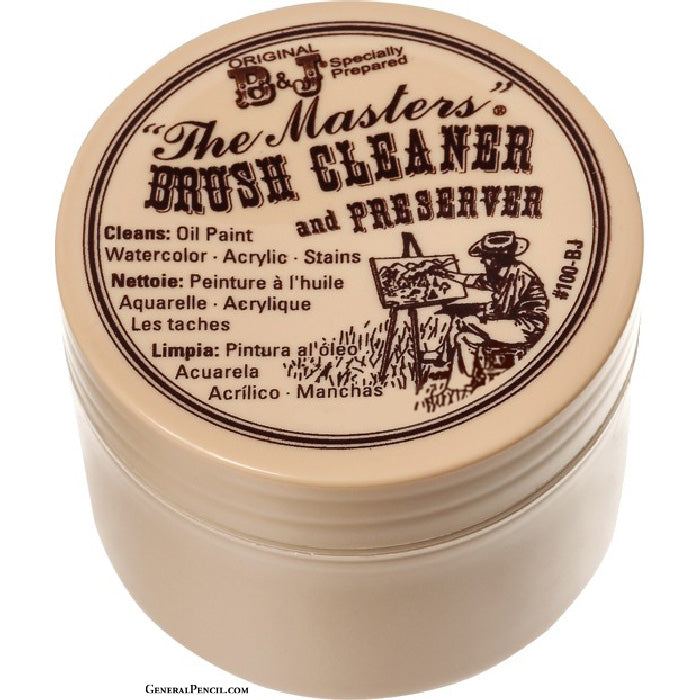 ORIGINAL
B&J Specially
Prepared
"The Masters"®
BRUSH CLEANER
and PRESERVER
Cleans: Oil Paint
Watercolor · Acrylic · Stains
Nettoie: Peinture à l'huile
Aquarelle · Acrylique
Les taches
Limpia: Pintura al óleo
Acuarela
Acrílico · Manchas
#100-BJ
GENERALPENCIL.COM